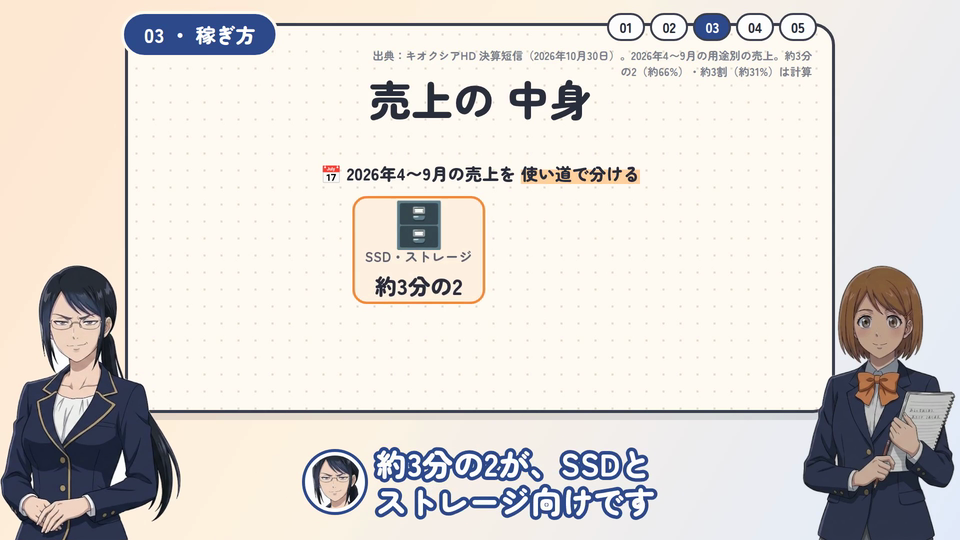 03 ・ 稼ぎ方
01 02 03 04 05
出典：キオクシアHD 決算短信（2026年10月30日）。2026年4〜9月の用途別の売上。約3分
の2（約66%）・約3割（約31%）は計算
売上の 中身
July
17
2026年4〜9月の売上を 使い道で分ける
SSD・ストレージ
約3分の2
約3分の2が、SSDと
ストレージ向けです